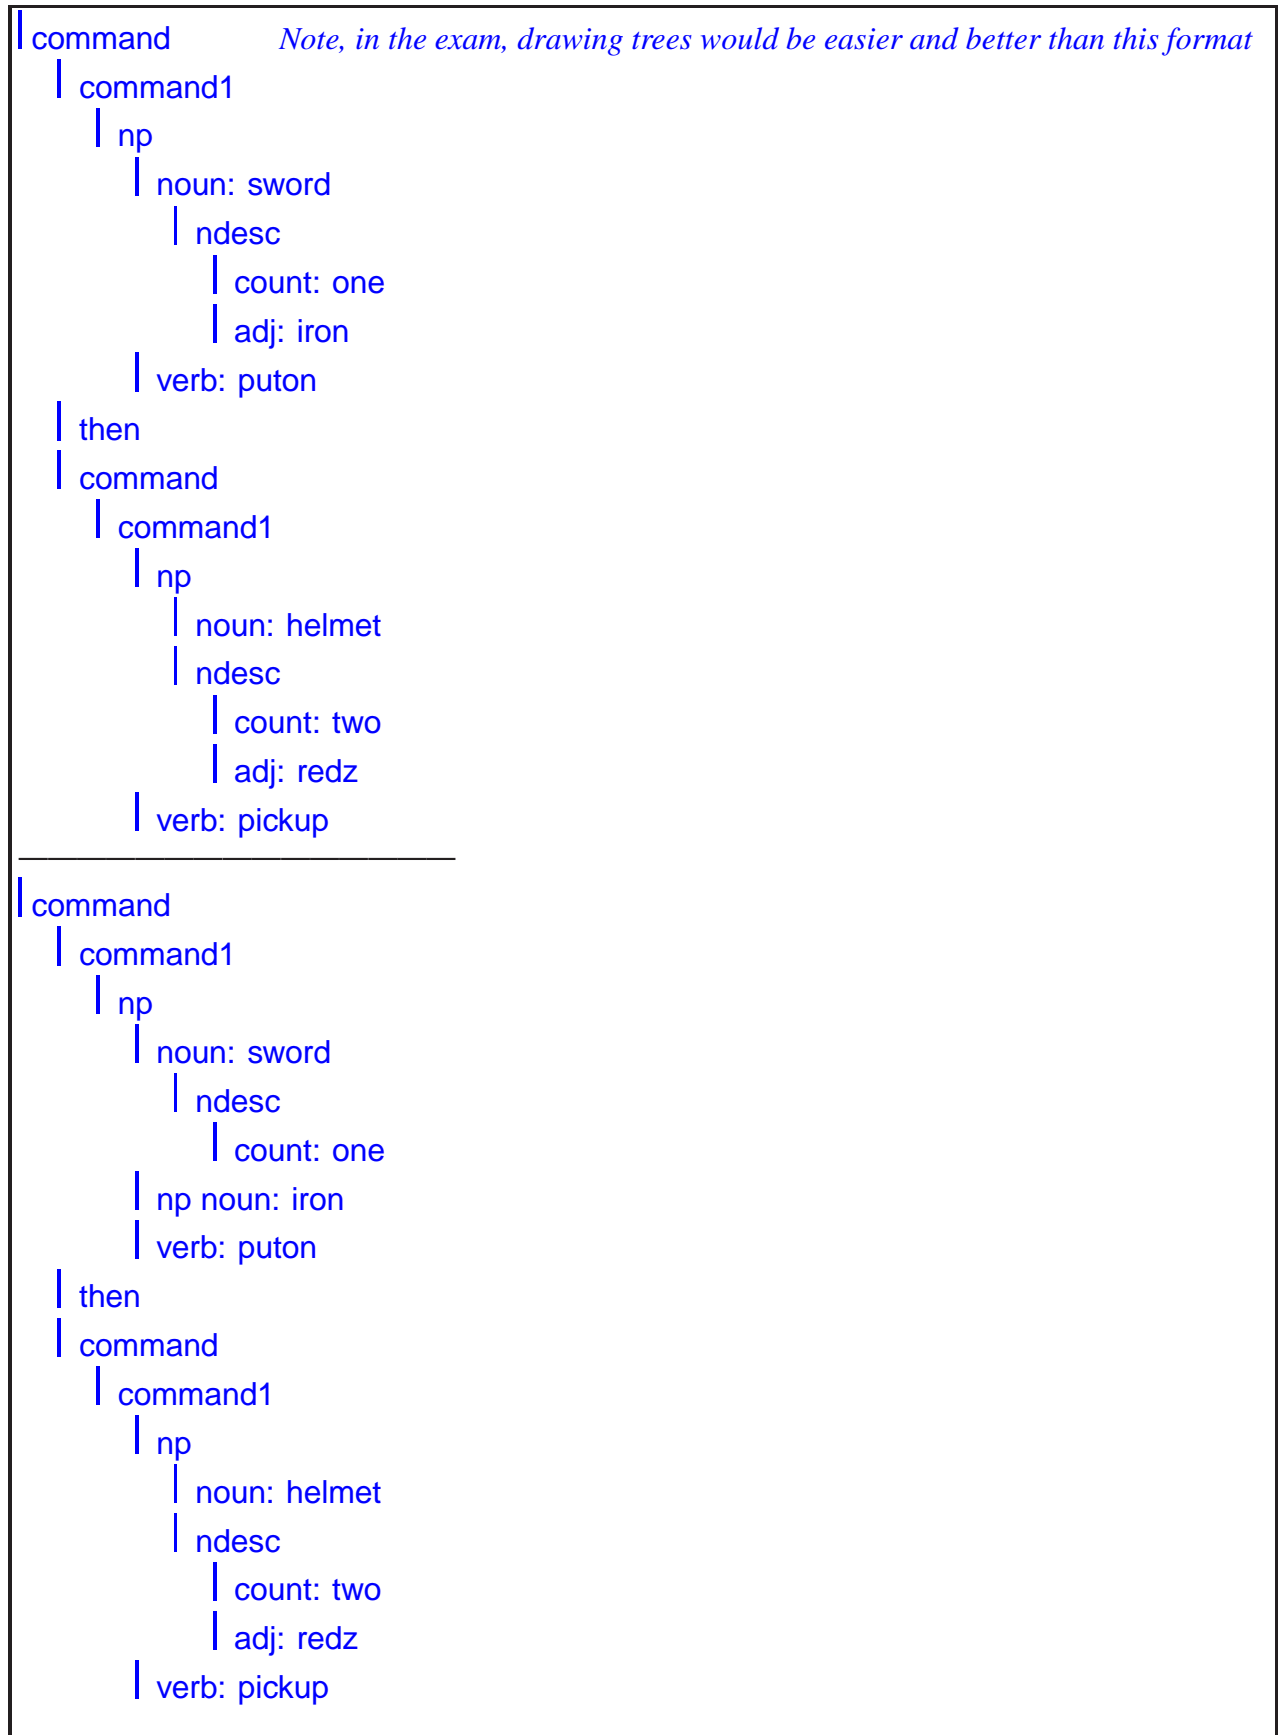 command Note, in the exam, drawing trees would be easier and better than this format
command1
np
noun: sword
ndesc
count: one
adj: iron
verb: puton
then
command
command1
np
noun: helmet
ndesc
count: two
adj: redz
verb: pickup
command
command1
np
noun: sword
ndesc
count: one
np noun: iron
verb: puton
then
command
command1
np
noun: helmet
ndesc
count: two
adj: redz
verb: pickup